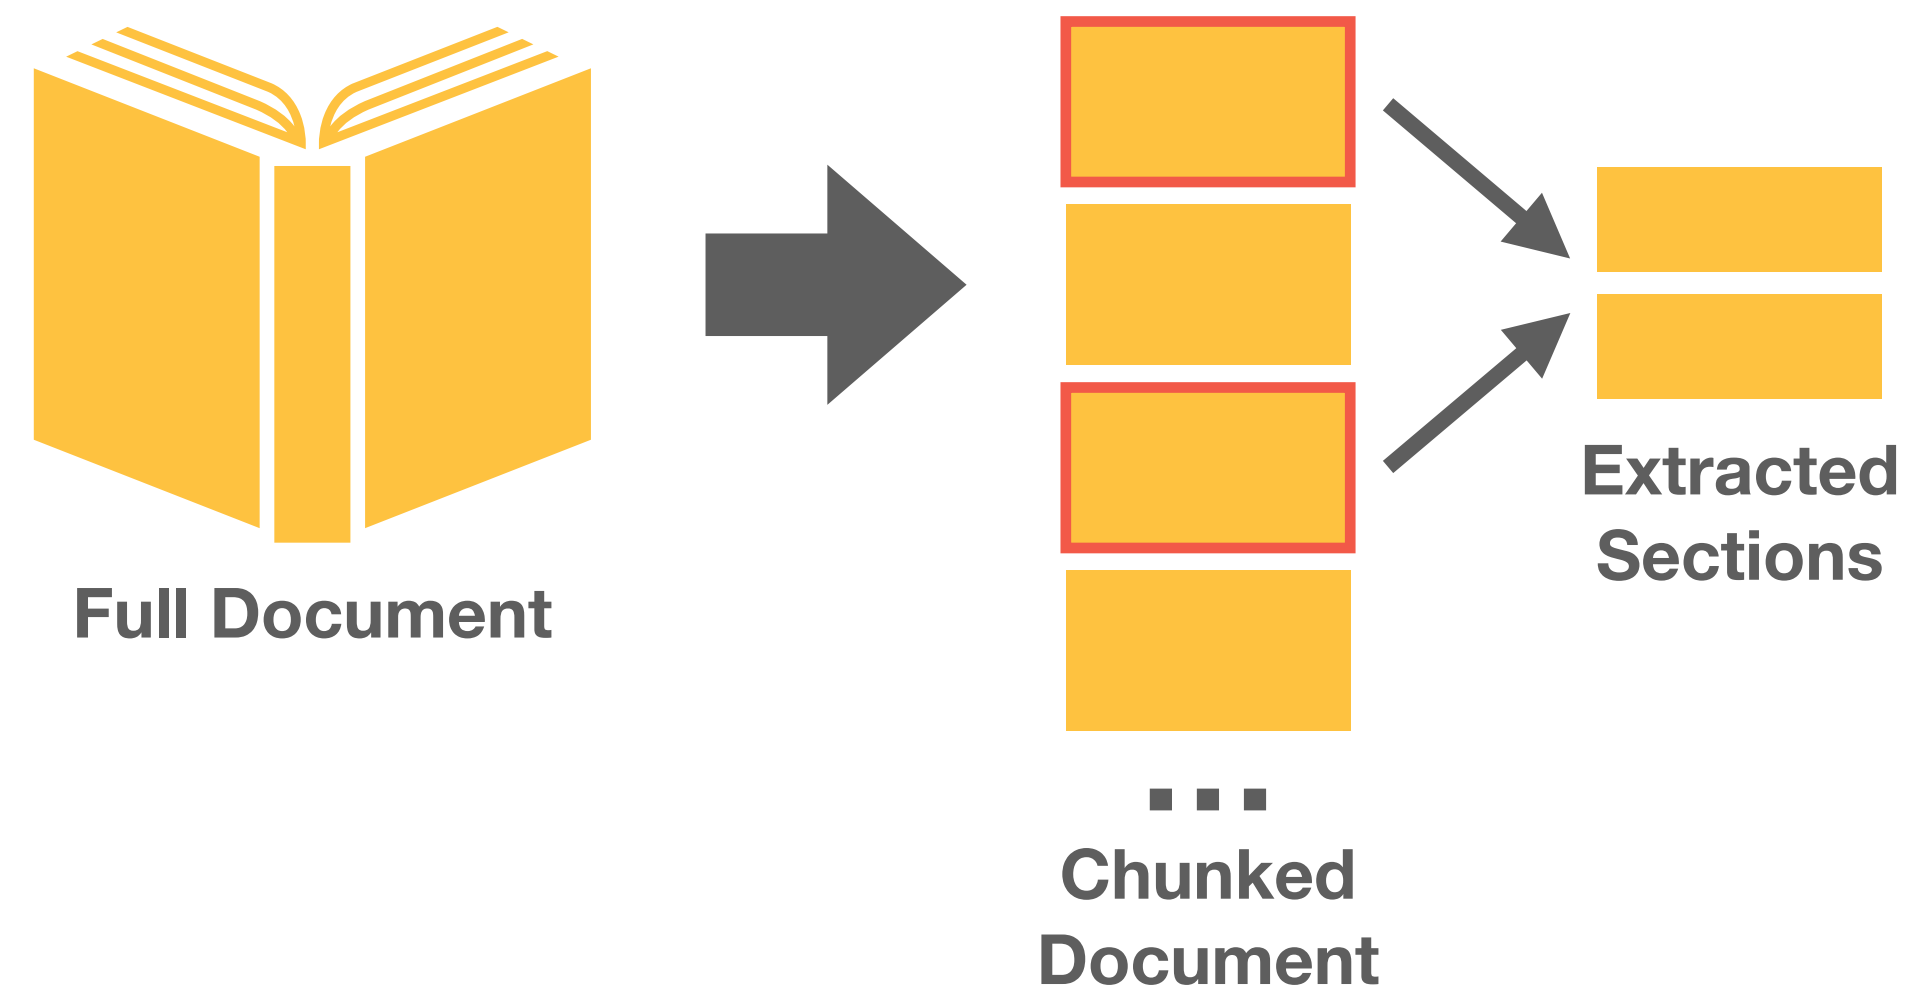 Full Document
...
Chunked
Document
Extracted
Sections